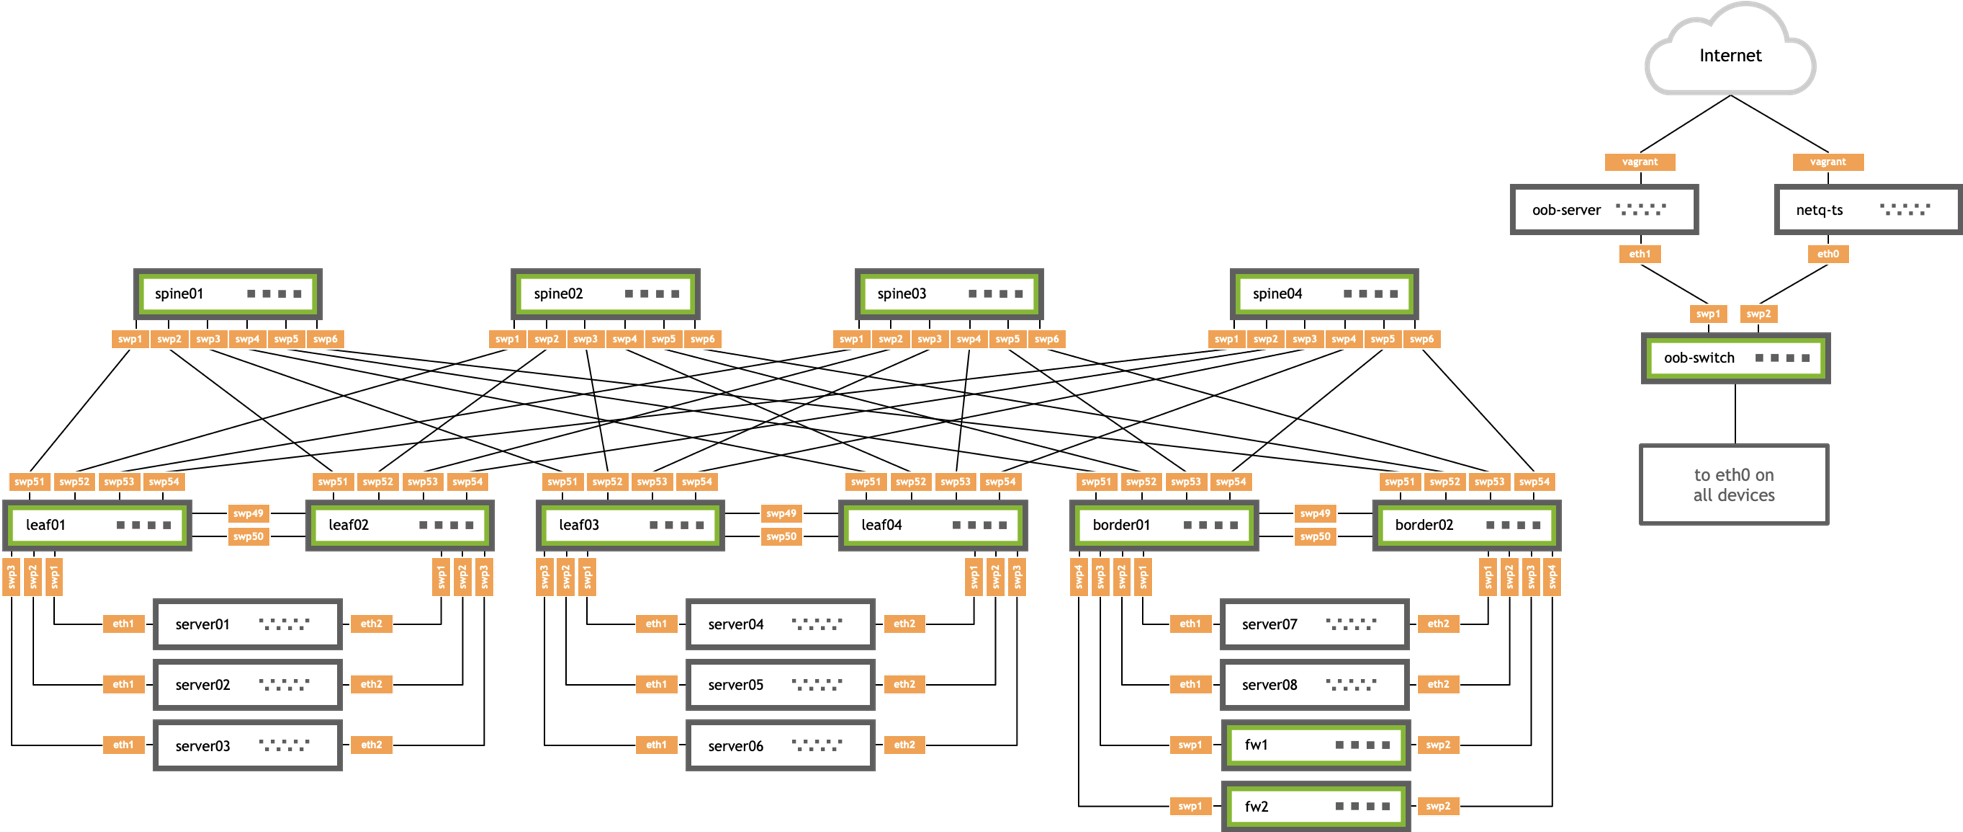 Internet
vagrant vagrant
oob-server netq-ts
eth1 eth0
spine01 spine02 spine03 spine04
swp1 swp2
swp1 swp2 swp3 swp4 swp5 swp6 swp1 swp2 swp3 swp4 swp5 swp6 swp1 swp2 swp3 swp4 swp5 swp6 swp1 swp2 swp3 swp4 swp5 swp6
oob-switch
to eth0 on
all devices
swp51 swp52 swp53 swp54 swp51 swp52 swp53 swp54 swp51 swp52 swp53 swp54 swp51 swp52 swp53 swp54 swp51 swp52 swp53 swp54 swp51 swp52 swp53 swp54
swp49 swp49 swp49
leaf01 leaf02 leaf03 leaf04 border01 border02
swp50 swp50 swp50
swp3 swp2 swp1 swp1 swp2 swp3 swp3 swp2 swp1 swp1 swp2 swp3 swp4 swp3 swp2 swp1 swp1 swp2 swp3 swp4
eth1 server01 eth2 eth1 server04 eth2 eth1 server07 eth2
eth1 server02 eth2 eth1 server05 eth2 eth1 server08 eth2
eth1 server03 eth2 eth1 server06 eth2 swp1 fw1 swp2
swp1 fw2 swp2